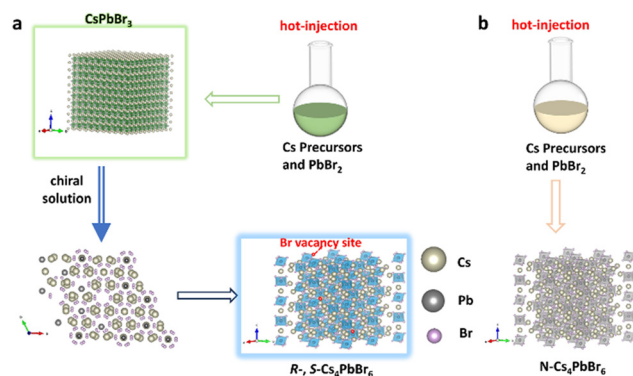 a
CsPbBr₃
hot-injection
Cs Precursors
and PbBr₂
chiral
solution
Br vacancy site
R-, S-Cs₄PbBr₆
Cs
Pb
Br
b
hot-injection
Cs Precursors
and PbBr₂
N-Cs₄PbBr₆